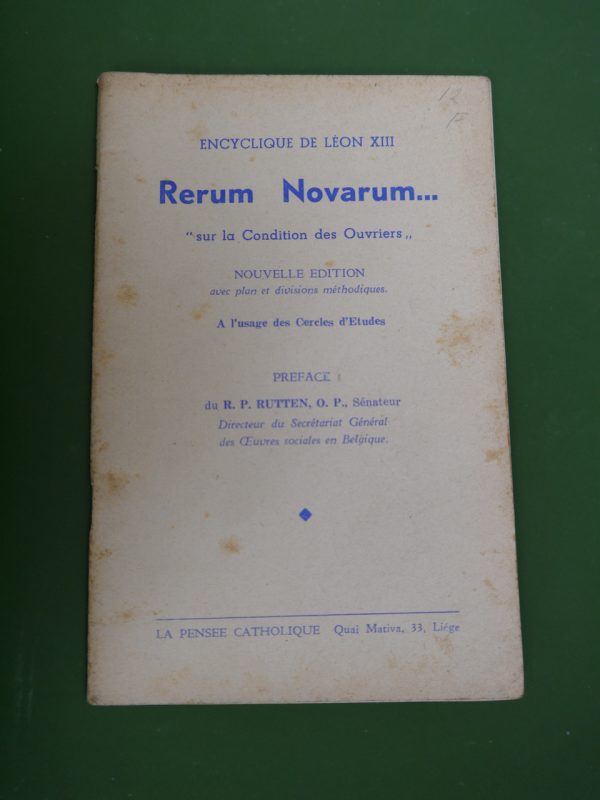 12
F
ENCYCLIQUE DE LÉON XIII
Rerum Novarum...
“sur la Condition des Ouvriers„
NOUVELLE EDITION
avec plan et divisions méthodiques.
A l'usage des Cercles d'Etudes
PREFACE :
du R. P. RUTTEN, O. P., Sénateur
Directeur du Secrétariat Général
des Œuvres sociales en Belgique.
LA PENSEE CATHOLIQUE Quai Mativa, 33, Liége